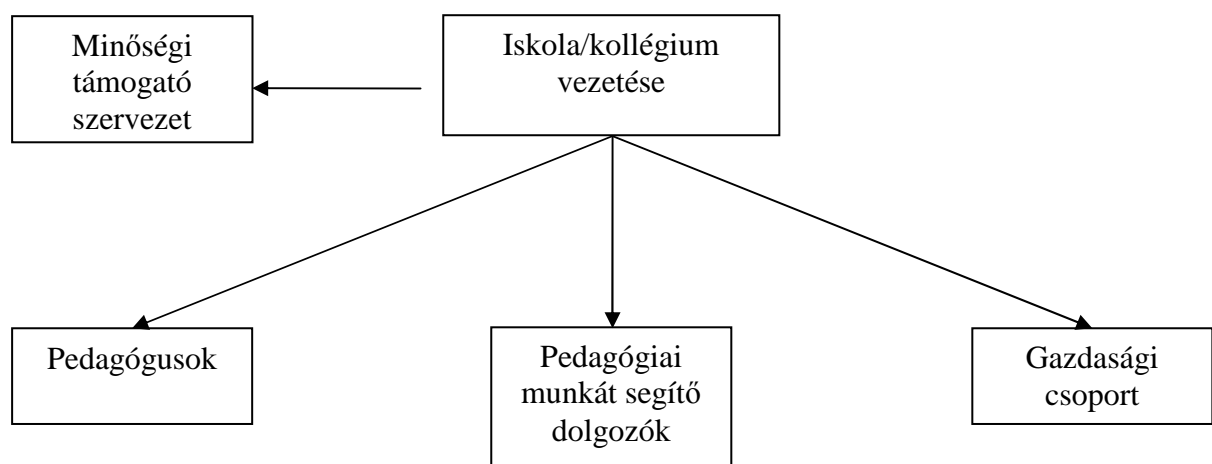 Minőségi
támogató
szervezet
Iskola/kollégium
vezetése
Pedagógusok
Pedagógiai
munkát segítő
dolgozók
Gazdasági
csoport